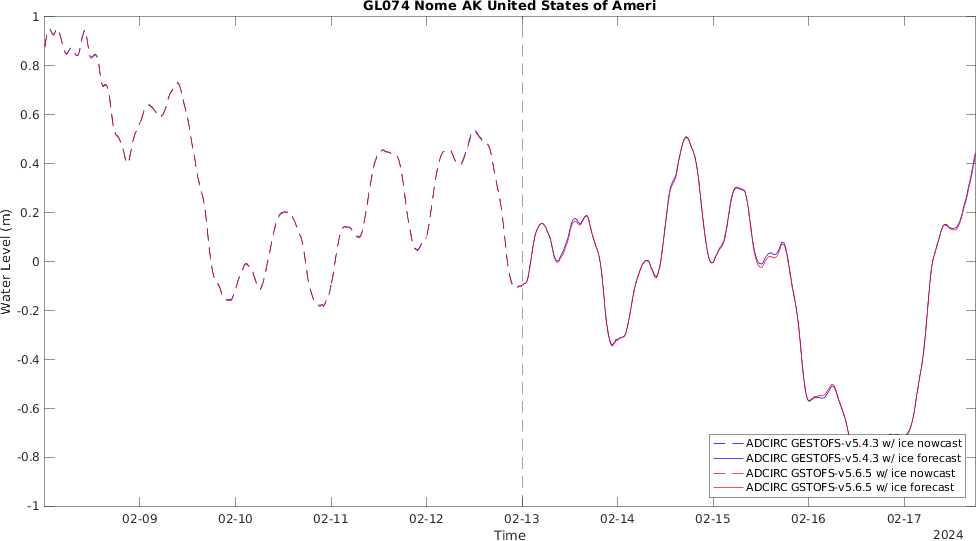 GL074 Nome AK United States of Ameri
Water Level (m)
1
0.8
0.6
0.4
0.2
0
-0.2
-0.4
-0.6
-0.8
-1
ADCIRC GESTOFS-v5.4.3 w/ ice nowcast
ADCIRC GESTOFS-v5.4.3 w/ ice forecast
ADCIRC GSTOFS-v5.6.5 w/ ice nowcast
ADCIRC GSTOFS-v5.6.5 w/ ice forecast
02-09 02-10 02-11 02-12 02-13 02-14 02-15 02-16 02-17
Time
2024